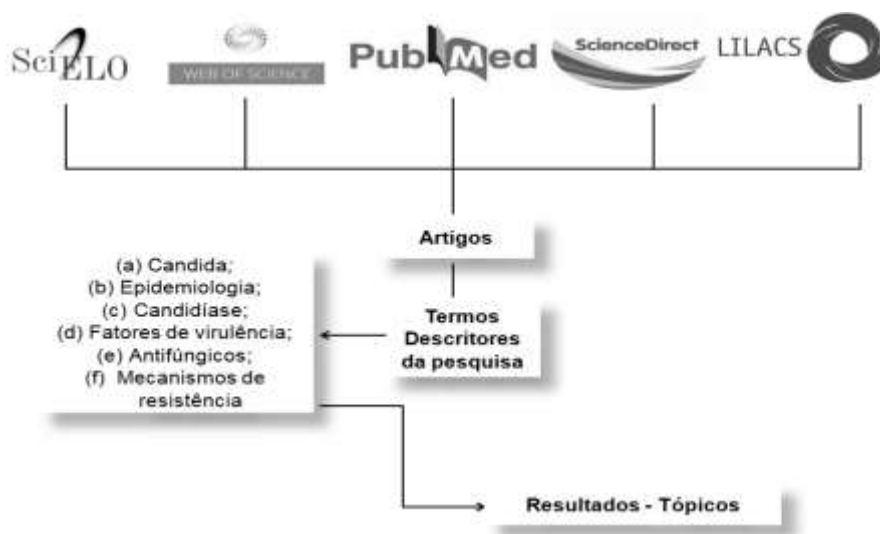 SciELO
WEB OF SCIENCE
PubMed
ScienceDirect
LILACS
Artigos
(a) Candida;
(b) Epidemiologia;
(c) Candidíase;
(d) Fatores de virulência;
(e) Antifúngicos;
(f) Mecanismos de
resistência
Termos
Descritores
da pesquisa
Resultados - Tópicos